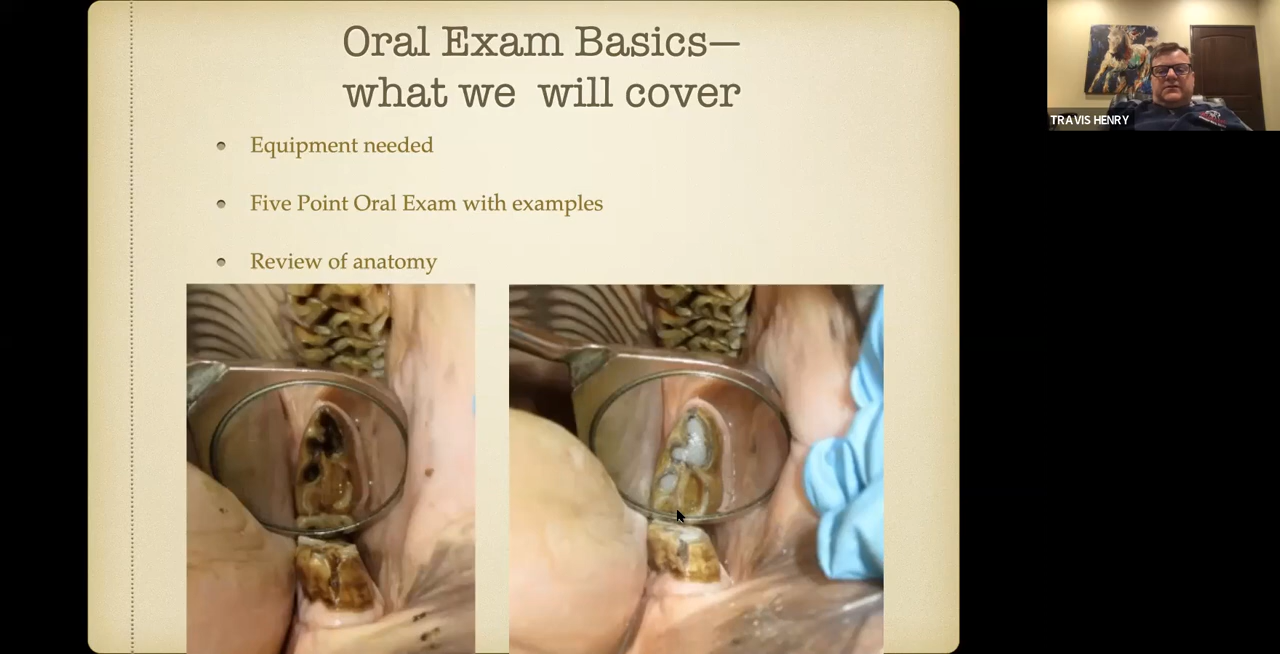 Oral Exam Basics—
what we will cover
Equipment needed
Five Point Oral Exam with examples
Review of anatomy
TRAVIS HENRY